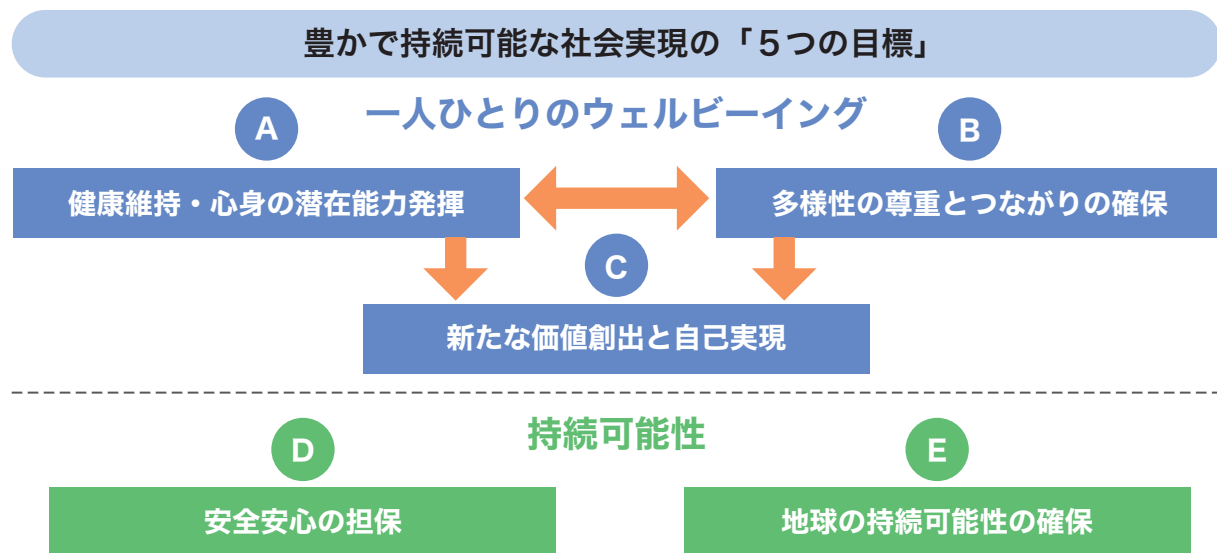 豊かで持続可能な社会実現の「５つの目標」
一人ひとりのウェルビーイング
A
B
健康維持・心身の潜在能力発揮
多様性の尊重とつながりの確保
C
新たな価値創出と自己実現
持続可能性
D
E
安全安心の担保
地球の持続可能性の確保